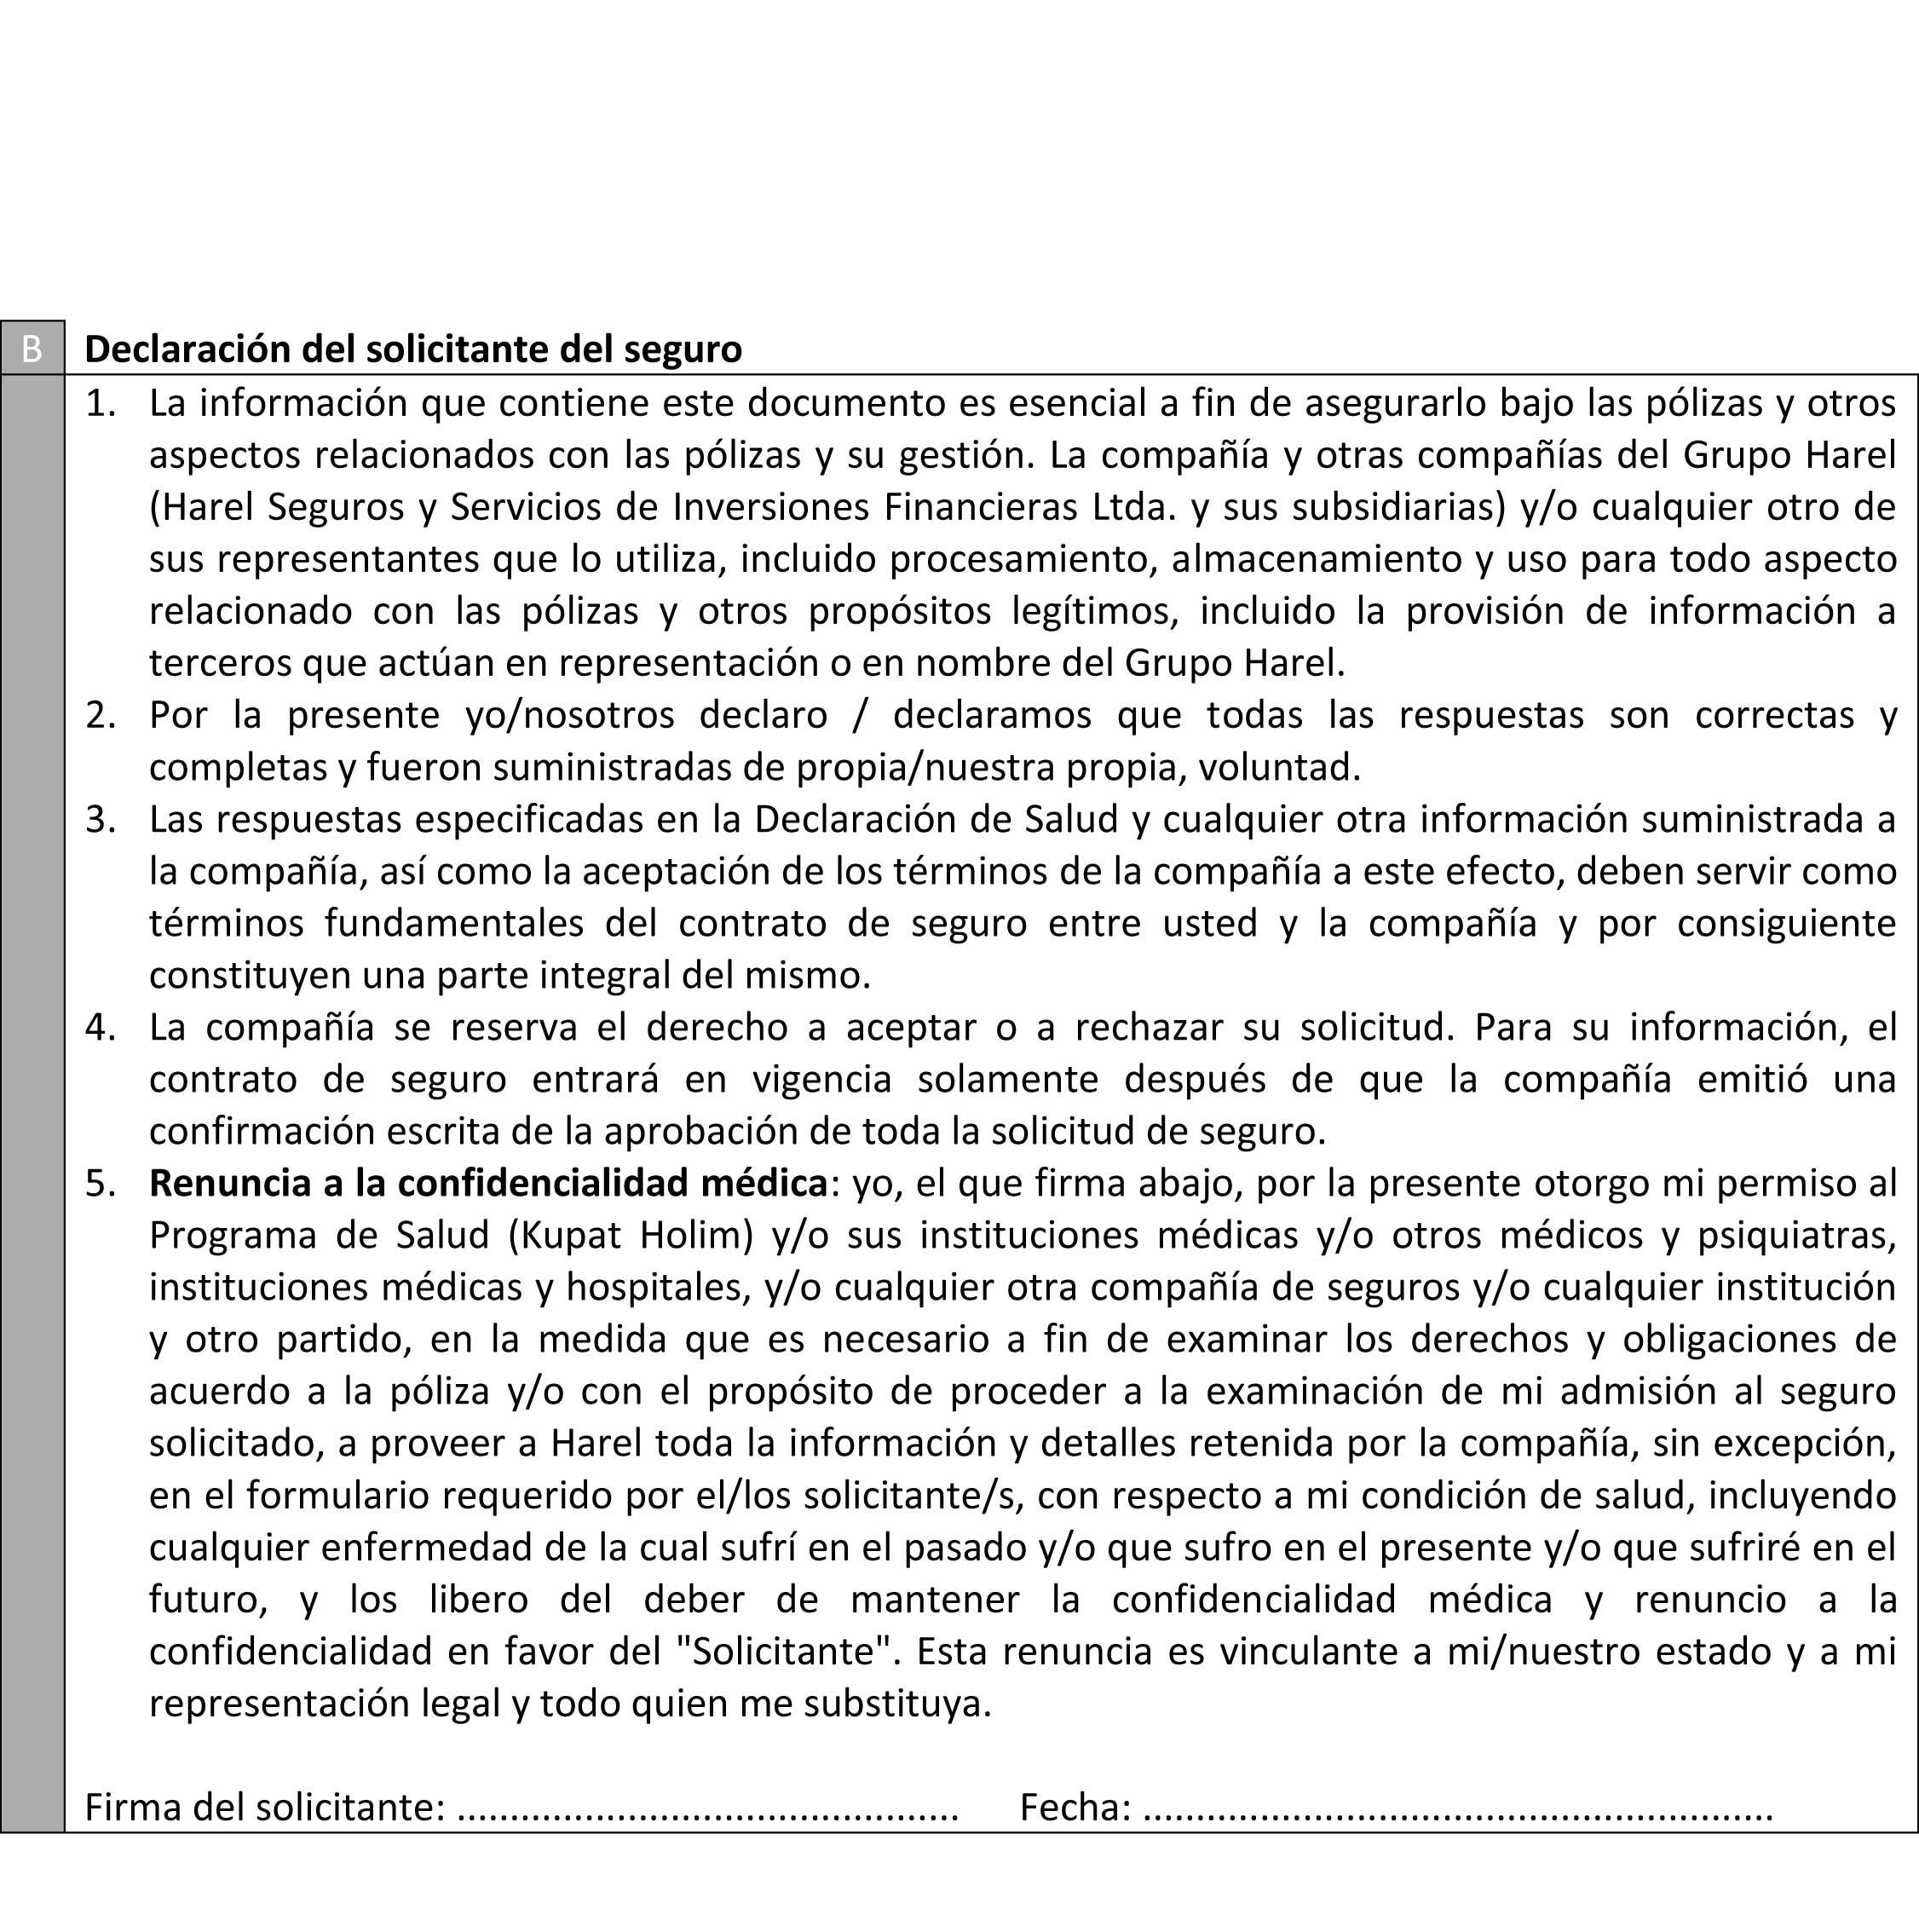 B Declaración del solicitante del seguro
1. La información que contiene este documento es esencial a fin de asegurarlo bajo las pólizas y otros
aspectos relacionados con las pólizas y su gestión. La compañía y otras compañías del Grupo Harel
(Harel Seguros y Servicios de Inversiones Financieras Ltda. y sus subsidiarias) y/o cualquier otro de
sus representantes que lo utiliza, incluido procesamiento, almacenamiento y uso para todo aspecto
relacionado con las pólizas y otros propósitos legítimos, incluido la provisión de información a
terceros que actúan en representación o en nombre del Grupo Harel.
2. Por la presente yo/nosotros declaro / declaramos que todas las respuestas son correctas y
completas y fueron suministradas de propia/nuestra propia, voluntad.
3. Las respuestas especificadas en la Declaración de Salud y cualquier otra información suministrada a
la compañía, así como la aceptación de los términos de la compañía a este efecto, deben servir como
términos fundamentales del contrato de seguro entre usted y la compañía y por consiguiente
constituyen una parte integral del mismo.
4. La compañía se reserva el derecho a aceptar o a rechazar su solicitud. Para su información, el
contrato de seguro entrará en vigencia solamente después de que la compañía emitió una
confirmación escrita de la aprobación de toda la solicitud de seguro.
5. Renuncia a la confidencialidad médica: yo, el que firma abajo, por la presente otorgo mi permiso al
Programa de Salud (Kupat Holim) y/o sus instituciones médicas y/o otros médicos y psiquiatras,
instituciones médicas y hospitales, y/o cualquier otra compañía de seguros y/o cualquier institución
y otro partido, en la medida que es necesario a fin de examinar los derechos y obligaciones de
acuerdo a la póliza y/o con el propósito de proceder a la examinación de mi admisión al seguro
solicitado, a proveer a Harel toda la información y detalles retenida por la compañía, sin excepción,
en el formulario requerido por el/los solicitante/s, con respecto a mi condición de salud, incluyendo
cualquier enfermedad de la cual sufrí en el pasado y/o que sufro en el presente y/o que sufriré en el
futuro, y los libero del deber de mantener la confidencialidad médica y renuncio a la
confidencialidad en favor del "Solicitante". Esta renuncia es vinculante a mi/nuestro estado y a mi
representación legal y todo quien me substituya.
Firma del solicitante: ............................................... Fecha: ...........................................................